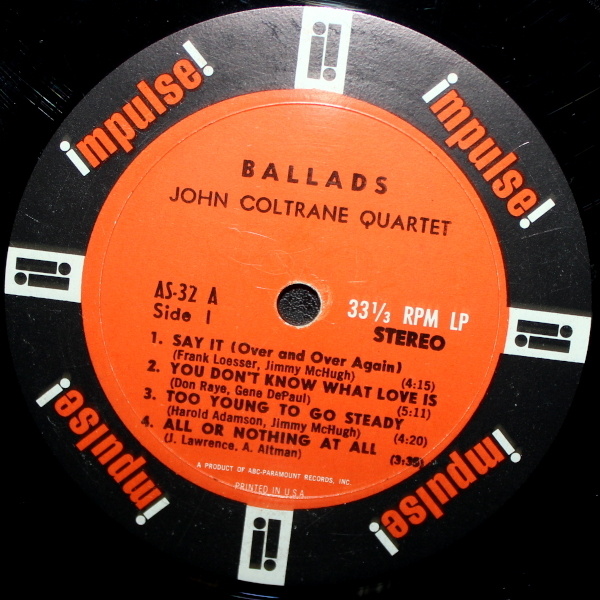 impulse!
impulse!
BALLADS
JOHN COLTRANE QUARTET
AS-32 A
Side 1
33 1/3 RPM LP
STEREO
1. SAY IT (Over and Over Again)
(Frank Loesser, Jimmy McHugh) (4:15)
2. YOU DON'T KNOW WHAT LOVE IS
(Don Raye, Gene DePaul) (5:11)
3. TOO YOUNG TO GO STEADY
(Harold Adamson, Jimmy McHugh) (4:20)
4. ALL OR NOTHING AT ALL
(J. Lawrence, A. Altman) (3:35)
A PRODUCT OF ABC-PARAMOUNT RECORDS, INC.
PRINTED IN U.S.A.
impulse!
impulse!